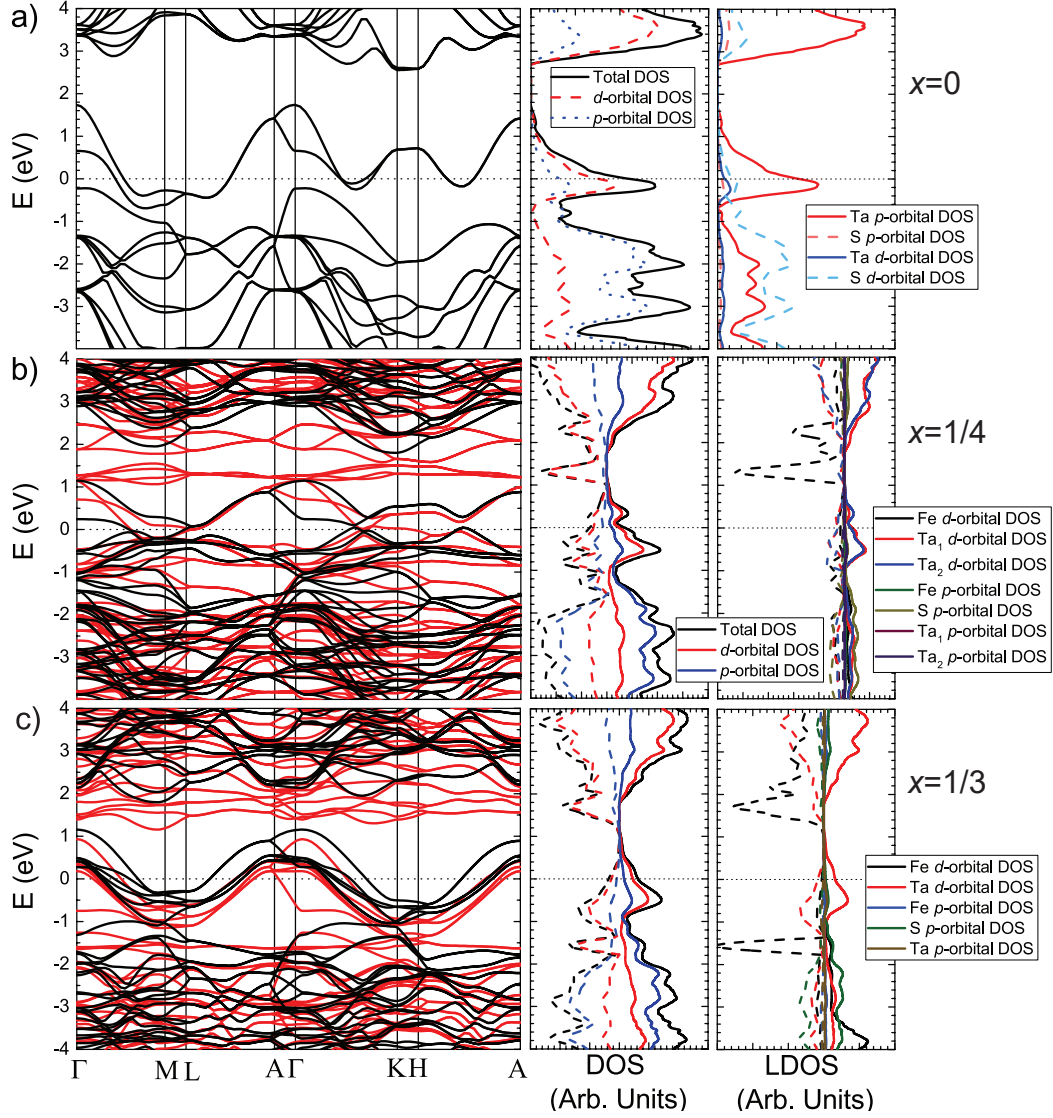 a)
4
3
2
1
0
-1
-2
-3
E (eV)
Total DOS
d-orbital DOS
p-orbital DOS
Ta p-orbital DOS
S p-orbital DOS
Ta d-orbital DOS
S d-orbital DOS
x=0
b)
4
3
2
1
0
-1
-2
-3
E (eV)
Total DOS
d-orbital DOS
p-orbital DOS
x=1/4
Fe d-orbital DOS
Ta1 d-orbital DOS
Ta2 d-orbital DOS
Fe p-orbital DOS
S p-orbital DOS
Ta1 p-orbital DOS
Ta2 p-orbital DOS
c)
4
3
2
1
0
-1
-2
-3
-4
E (eV)
x=1/3
Fe d-orbital DOS
Ta d-orbital DOS
Fe p-orbital DOS
S p-orbital DOS
Ta p-orbital DOS
Γ M L A Γ K H A
DOS
(Arb. Units)
LDOS
(Arb. Units)